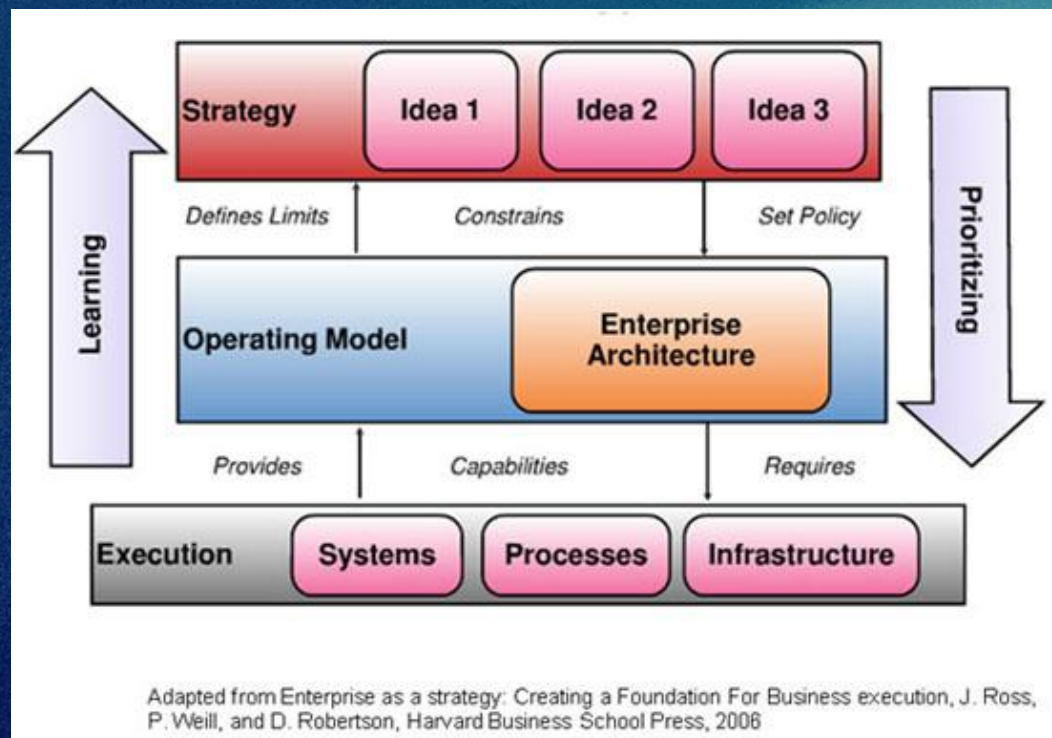 Strategy
Idea 1
Idea 2
Idea 3
Defines Limits
Constrains
Set Policy
Learning
Prioritizing
Operating Model
Enterprise
Architecture
Provides
Capabilities
Requires
Execution
Systems
Processes
Infrastructure
Adapted from Enterprise as a strategy: Creating a Foundation For Business execution, J. Ross,
P. Weill, and D. Robertson, Harvard Business School Press, 2006